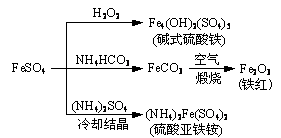 H₂O₂
Fe₄(OH)₂(SO₄)₅
(碱式硫酸铁)
FeSO₄ NH₄HCO₃ FeCO₃ 空气 煅烧 Fe₂O₃
(铁红)
(NH₄)₂SO₄
冷却结晶
(NH₄)₂Fe(SO₄)₂
(硫酸亚铁铵)